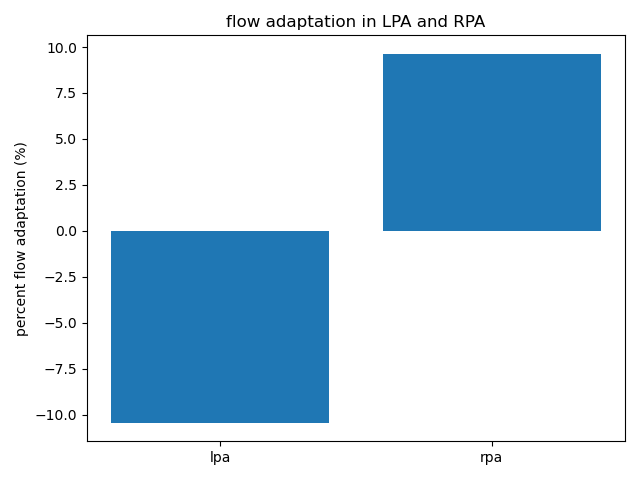 flow adaptation in LPA and RPA
percent flow adaptation (%)
10.0
7.5
5.0
2.5
0.0
−2.5
−5.0
−7.5
−10.0
lpa
rpa